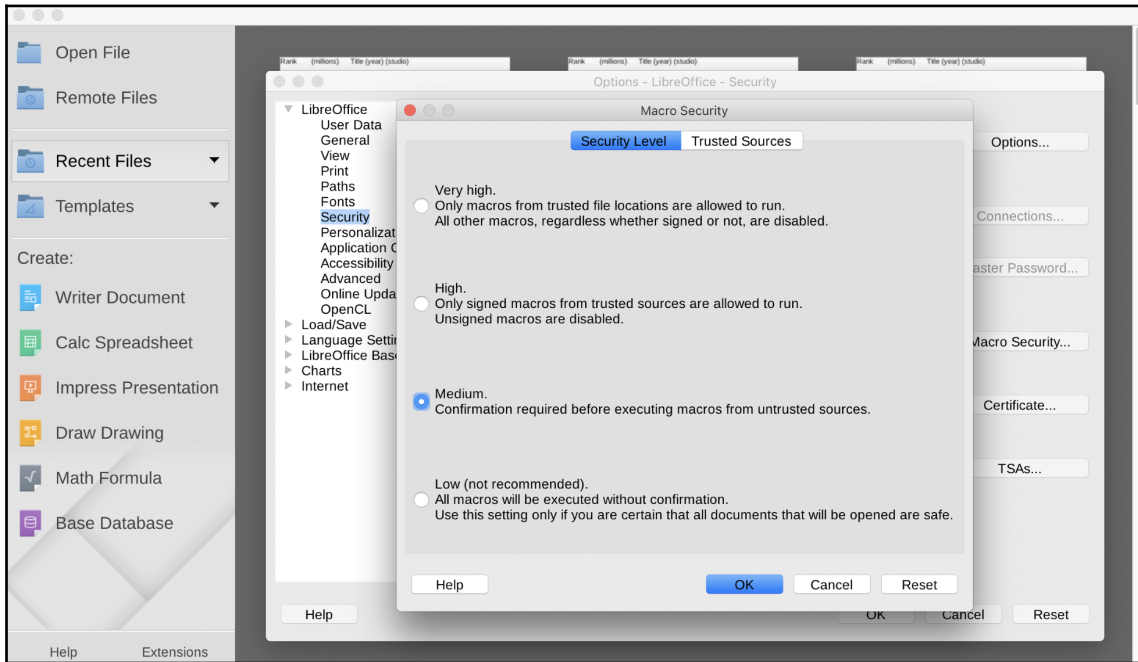 Open File
Remote Files
Recent Files
Templates
Create:
Writer Document
Calc Spreadsheet
Impress Presentation
Draw Drawing
Math Formula
Base Database
Help Extensions
Rank (millions) Title (year) (studio) Rank (millions) Title (year) (studio) Rank (millions) Title (year) (studio)
Options - LibreOffice - Security
LibreOffice
User Data
General
View
Print
Paths
Fonts
Security
Personalizat
Application C
Accessibility
Advanced
Online Upda
OpenCL
Load/Save
Language Settin
LibreOffice Base
Charts
Internet
Macro Security
Security Level Trusted Sources
Very high.
Only macros from trusted file locations are allowed to run.
All other macros, regardless whether signed or not, are disabled.
High.
Only signed macros from trusted sources are allowed to run.
Unsigned macros are disabled.
Medium.
Confirmation required before executing macros from untrusted sources.
Low (not recommended).
All macros will be executed without confirmation.
Use this setting only if you are certain that all documents that will be opened are safe.
Help OK Cancel Reset
Options...
Connections...
aster Password...
Macro Security...
Certificate...
TSAs...
Help OK Cancel Reset